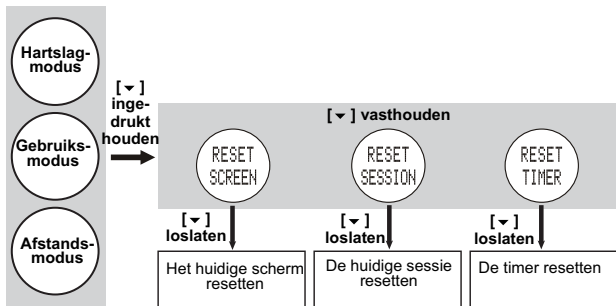 Hartslag-
modus
Gebruiks-
modus
Afstands-
modus
[ ▾ ]
inge-
drukt
houden
[ ▾ ] vasthouden
RESET
SCREEN
RESET
SESSION
RESET
TIMER
[ ▾ ]
loslaten
[ ▾ ]
loslaten
[ ▾ ]
loslaten
Het huidige scherm
resetten
De huidige sessie
resetten
De timer resetten